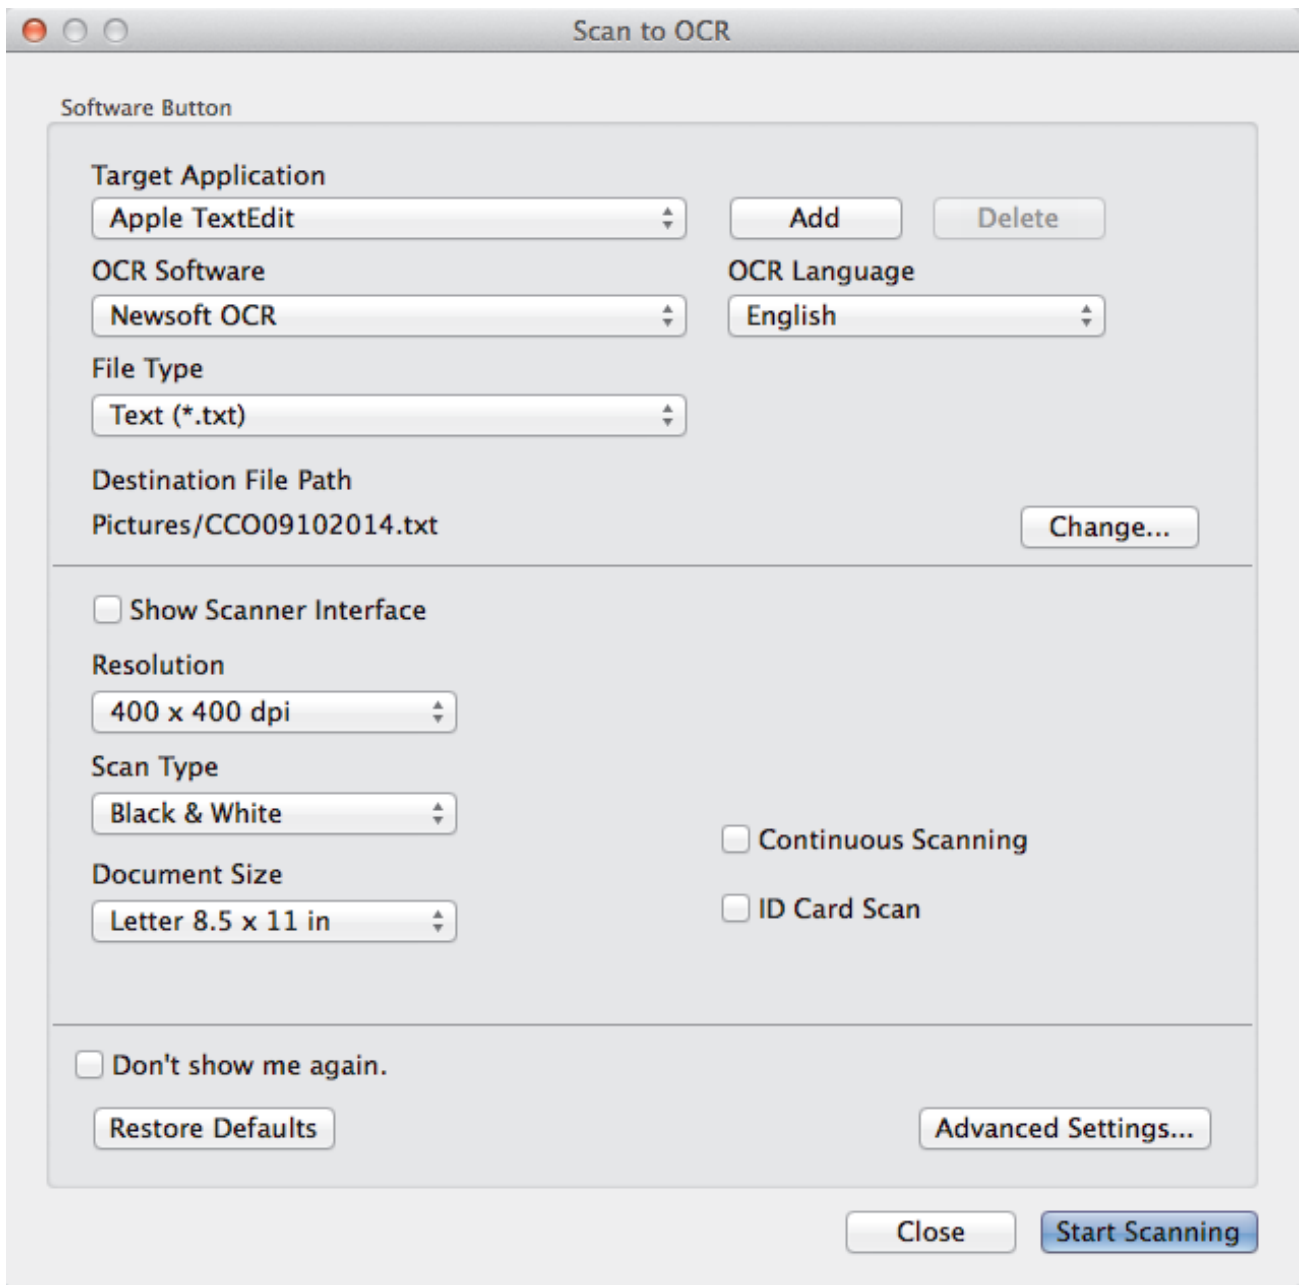 Scan to OCR
Software Button
Target Application
Apple TextEdit Add Delete
OCR Software OCR Language
Newsoft OCR English
File Type
Text (*.txt)
Destination File Path
Pictures/CCO09102014.txt Change...
Show Scanner Interface
Resolution
400 x 400 dpi
Scan Type
Black & White
Continuous Scanning
Document Size
ID Card Scan
Letter 8.5 x 11 in
Don't show me again.
Restore Defaults Advanced Settings...
Close Start Scanning